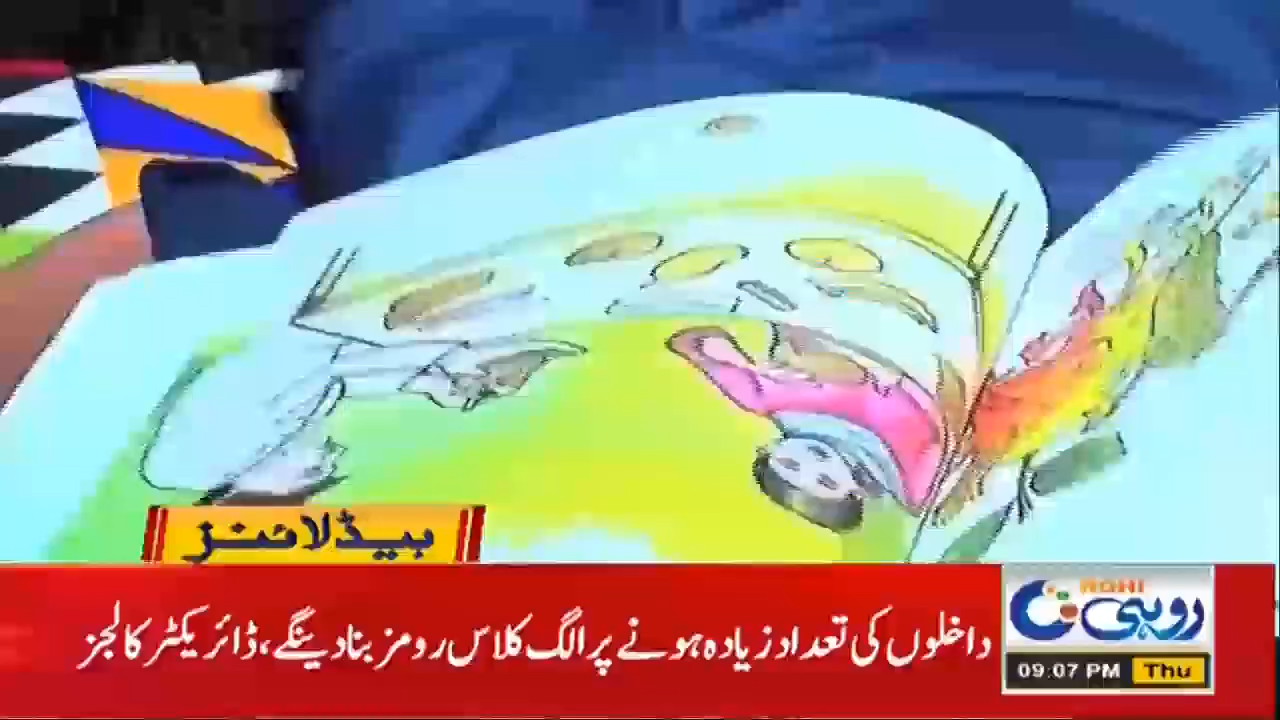 ہیڈلائنز
داخلوں کی تعداد زیادہ ہونے پر الگ کلاس رومز بنا دینگے، ڈائریکٹر کالجز
ROHI
روہی
09:07 PM Thu